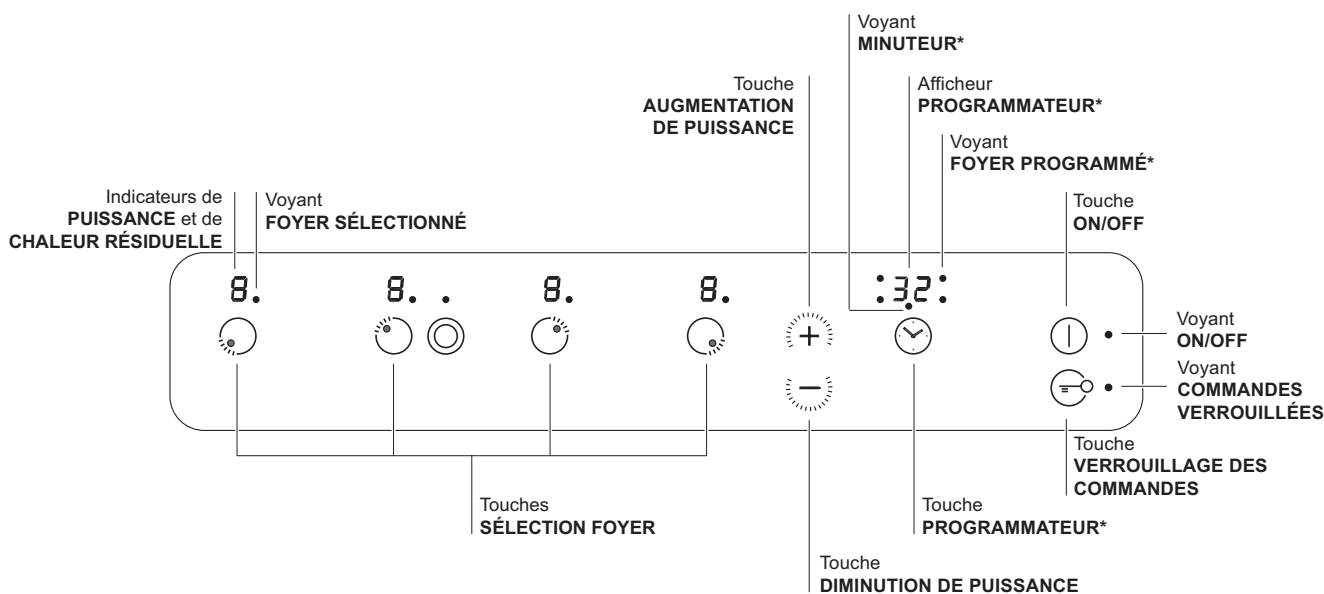 Voyant
MINUTEUR*
Touche
AUGMENTATION
DE PUISSANCE
Afficheur
PROGRAMMATEUR*
Voyant
FOYER PROGRAMMÉ*
Indicateurs de
PUISSANCE et de
CHALEUR RÉSIDUELLE
Voyant
FOYER SÉLECTIONNÉ
Touche
ON/OFF
8.
8. .
8.
8.
:32:
+
−
Voyant
ON/OFF
Voyant
COMMANDES
VERROUILLÉES
Touches
SÉLECTION FOYER
Touche
DIMINUTION DE PUISSANCE
Touche
PROGRAMMATEUR*
Touche
VERROUILLAGE DES
COMMANDES